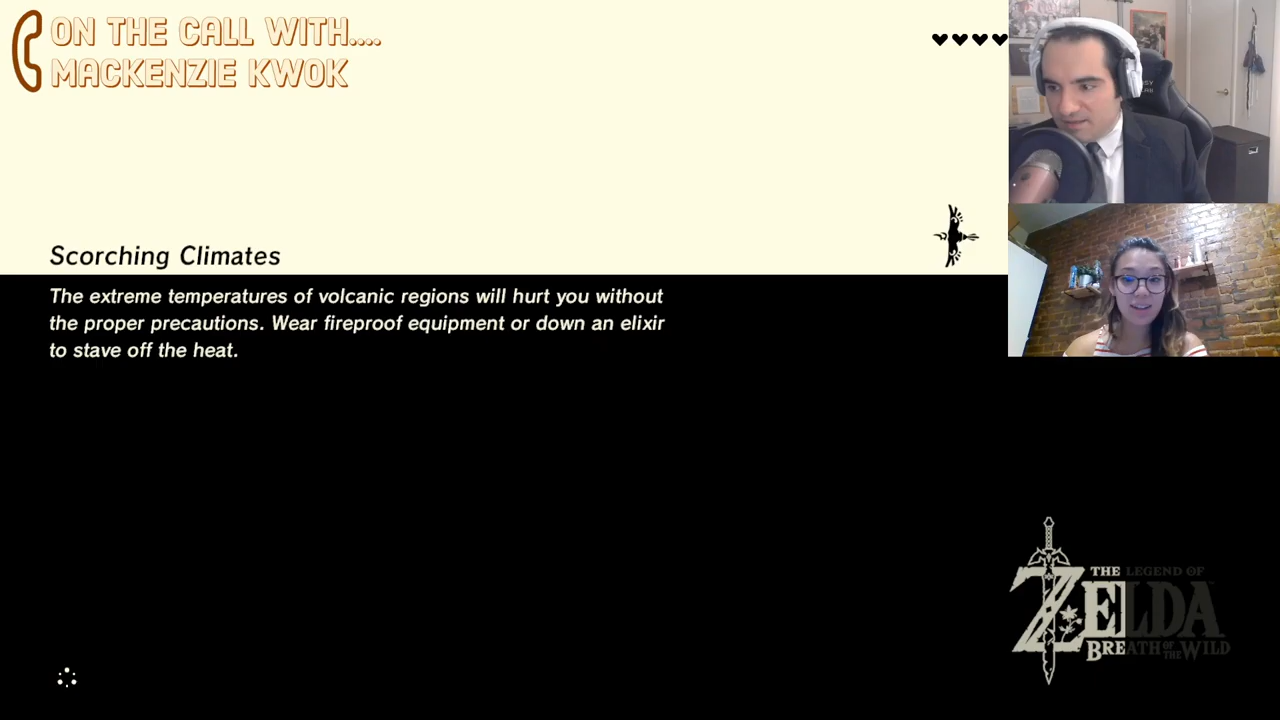 ON THE CALL WITH....
MACKENZIE KWOK
Scorching Climates
The extreme temperatures of volcanic regions will hurt you without
the proper precautions. Wear fireproof equipment or down an elixir
to stave off the heat.
THE LEGEND OF
ZELDA
BREATH OF THE WILD